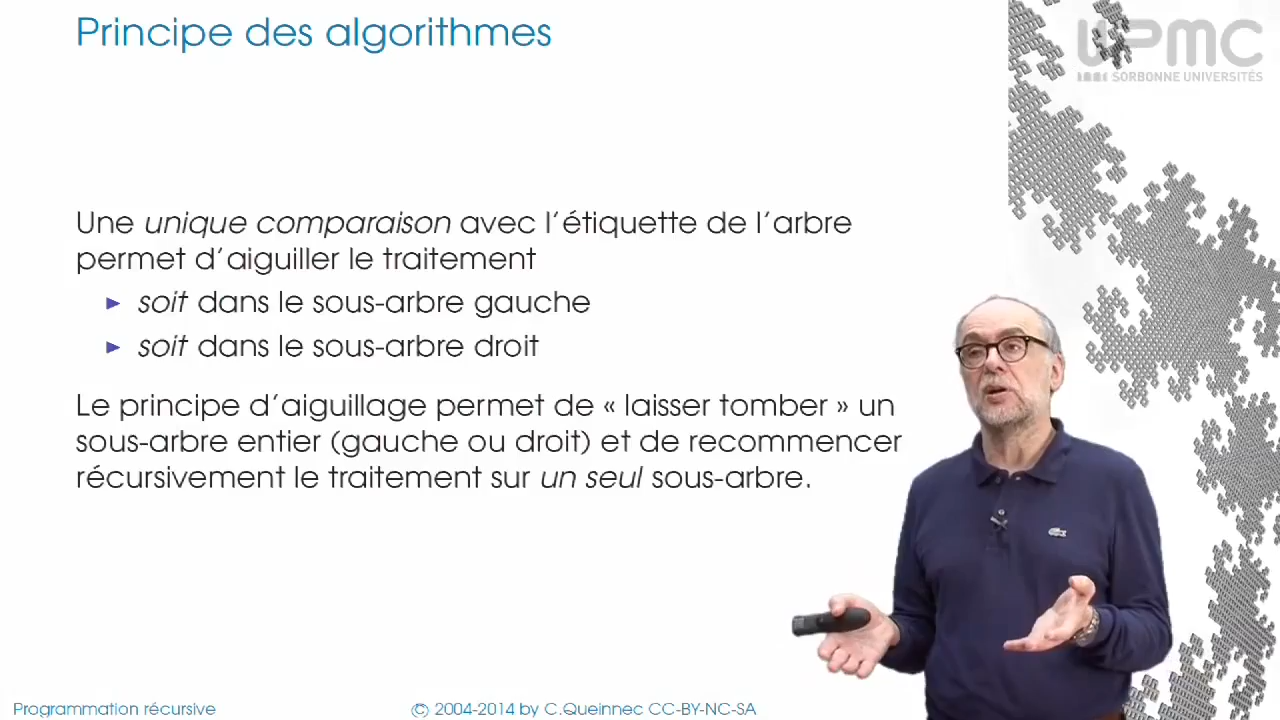 Principe des algorithmes
UPMC
SORBONNE UNIVERSITÉS
Une unique comparaison avec l'étiquette de l'arbre
permet d'aiguiller le traitement
► soit dans le sous-arbre gauche
► soit dans le sous-arbre droit
Le principe d'aiguillage permet de « laisser tomber » un
sous-arbre entier (gauche ou droit) et de recommencer
récursivement le traitement sur un seul sous-arbre.
Programmation récursive
© 2004-2014 by C.Queinnec CC-BY-NC-SA